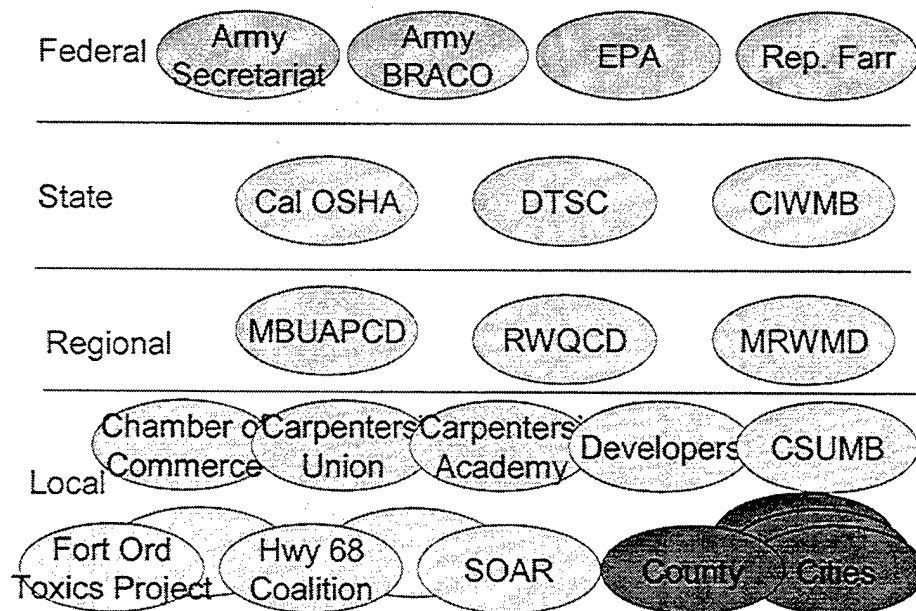 Federal
Army
Secretariat
Army
BRACO
EPA
Rep. Farr
State
Cal OSHA
DTSC
CIWMB
Regional
MBUAPCD
RWQCD
MRWMD
Local
Chamber of
Commerce
Carpenters'
Union
Carpenters'
Academy
Developers
CSUMB
Fort Ord
Toxics Project
Hwy 68
Coalition
SOAR
County
Cities